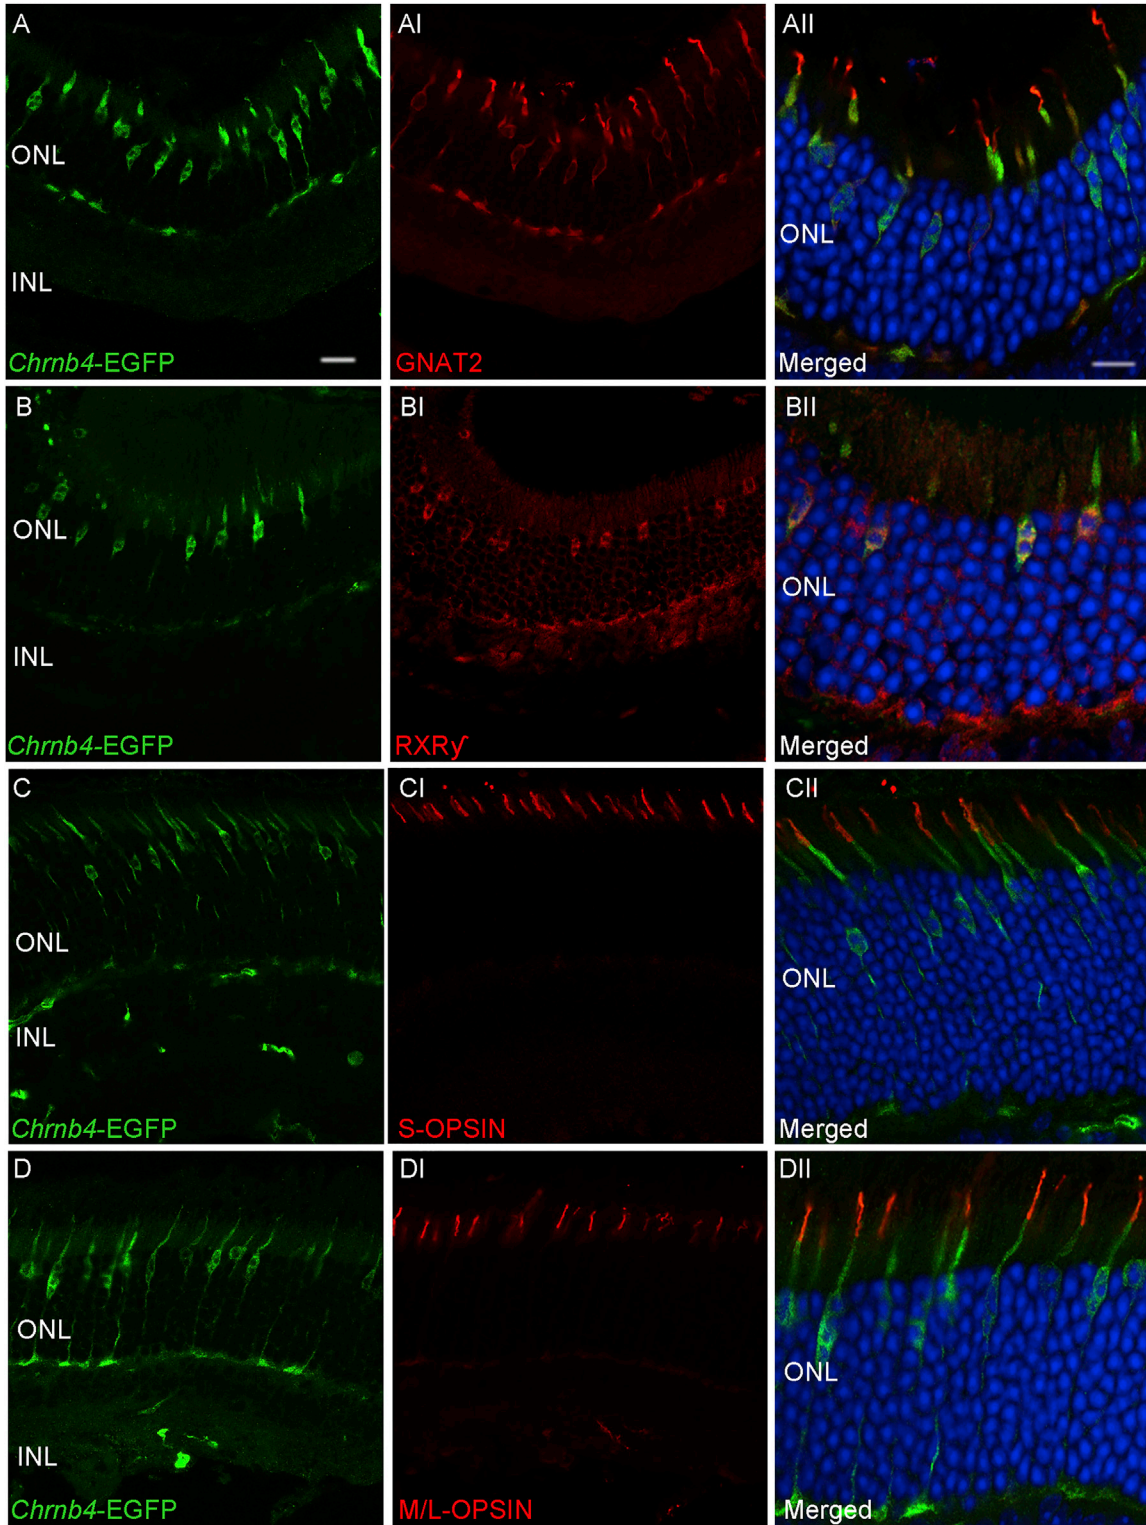 A
ONL
INL
Chrnb4-EGFP
AI
GNAT2
AII
ONL
Merged
B
ONL
INL
Chrnb4-EGFP
BI
RXRƴ
BII
ONL
Merged
C
ONL
INL
Chrnb4-EGFP
CI
S-OPSIN
CII
ONL
Merged
D
ONL
INL
Chrnb4-EGFP
DI
M/L-OPSIN
DII
ONL
Merged